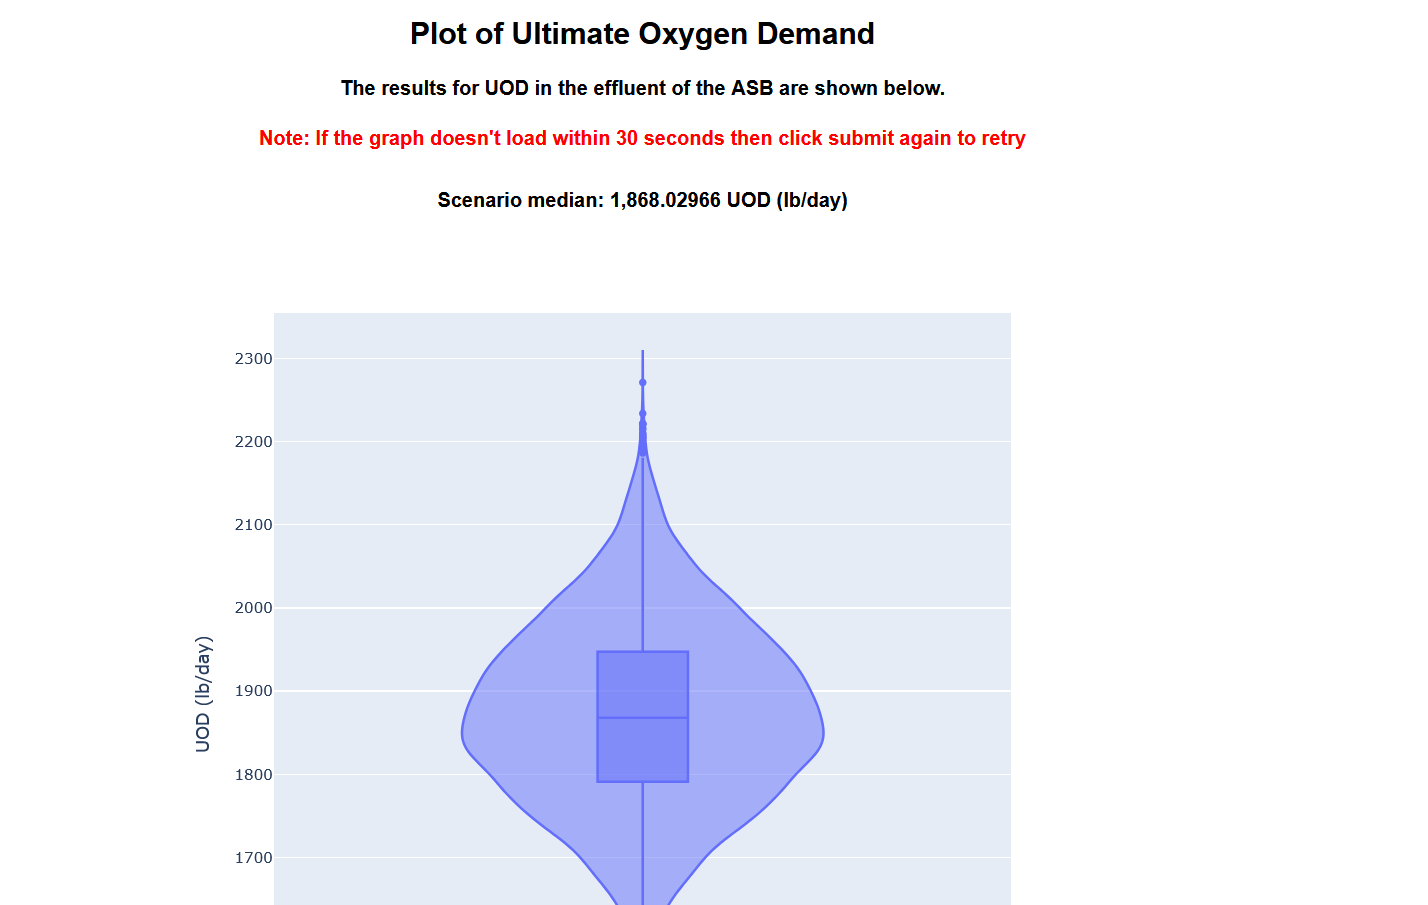 Plot of Ultimate Oxygen Demand
The results for UOD in the effluent of the ASB are shown below.
Note: If the graph doesn't load within 30 seconds then click submit again to retry
Scenario median: 1,868.02966 UOD (lb/day)
2300
2200
2100
2000
1900
1800
1700
UOD (lb/day)